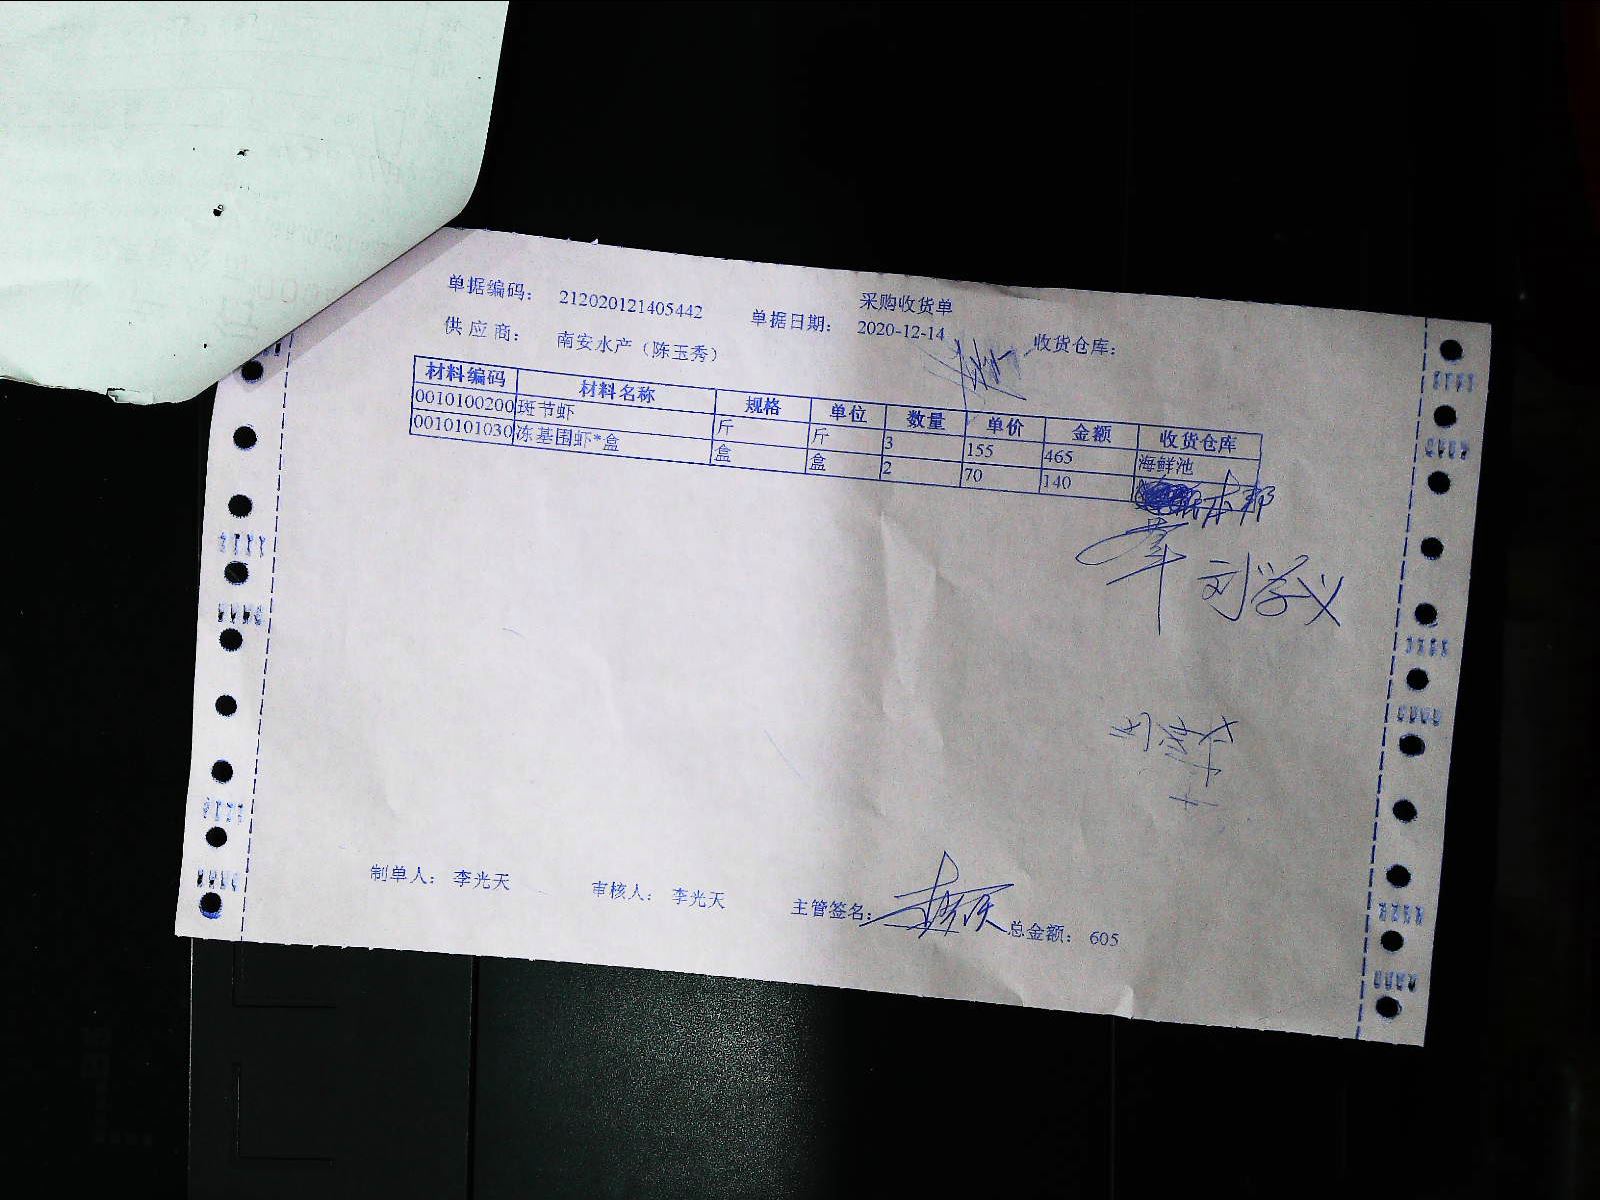 采购收货单
单据编码： 212020121405442 单据日期： 2020-12-14 收货仓库：
供 应 商： 南安水产（陈玉秀）
材料编码 材料名称 规格 单位 数量 单价 金额 收货仓库
0010100200 斑节虾 斤 斤 3 155 465 海鲜池
0010101030 冻基围虾*盒 盒 盒 2 70 140
本邦
刘学义
制单人： 李光天 审核人： 李光天 主管签名： 总金额： 605